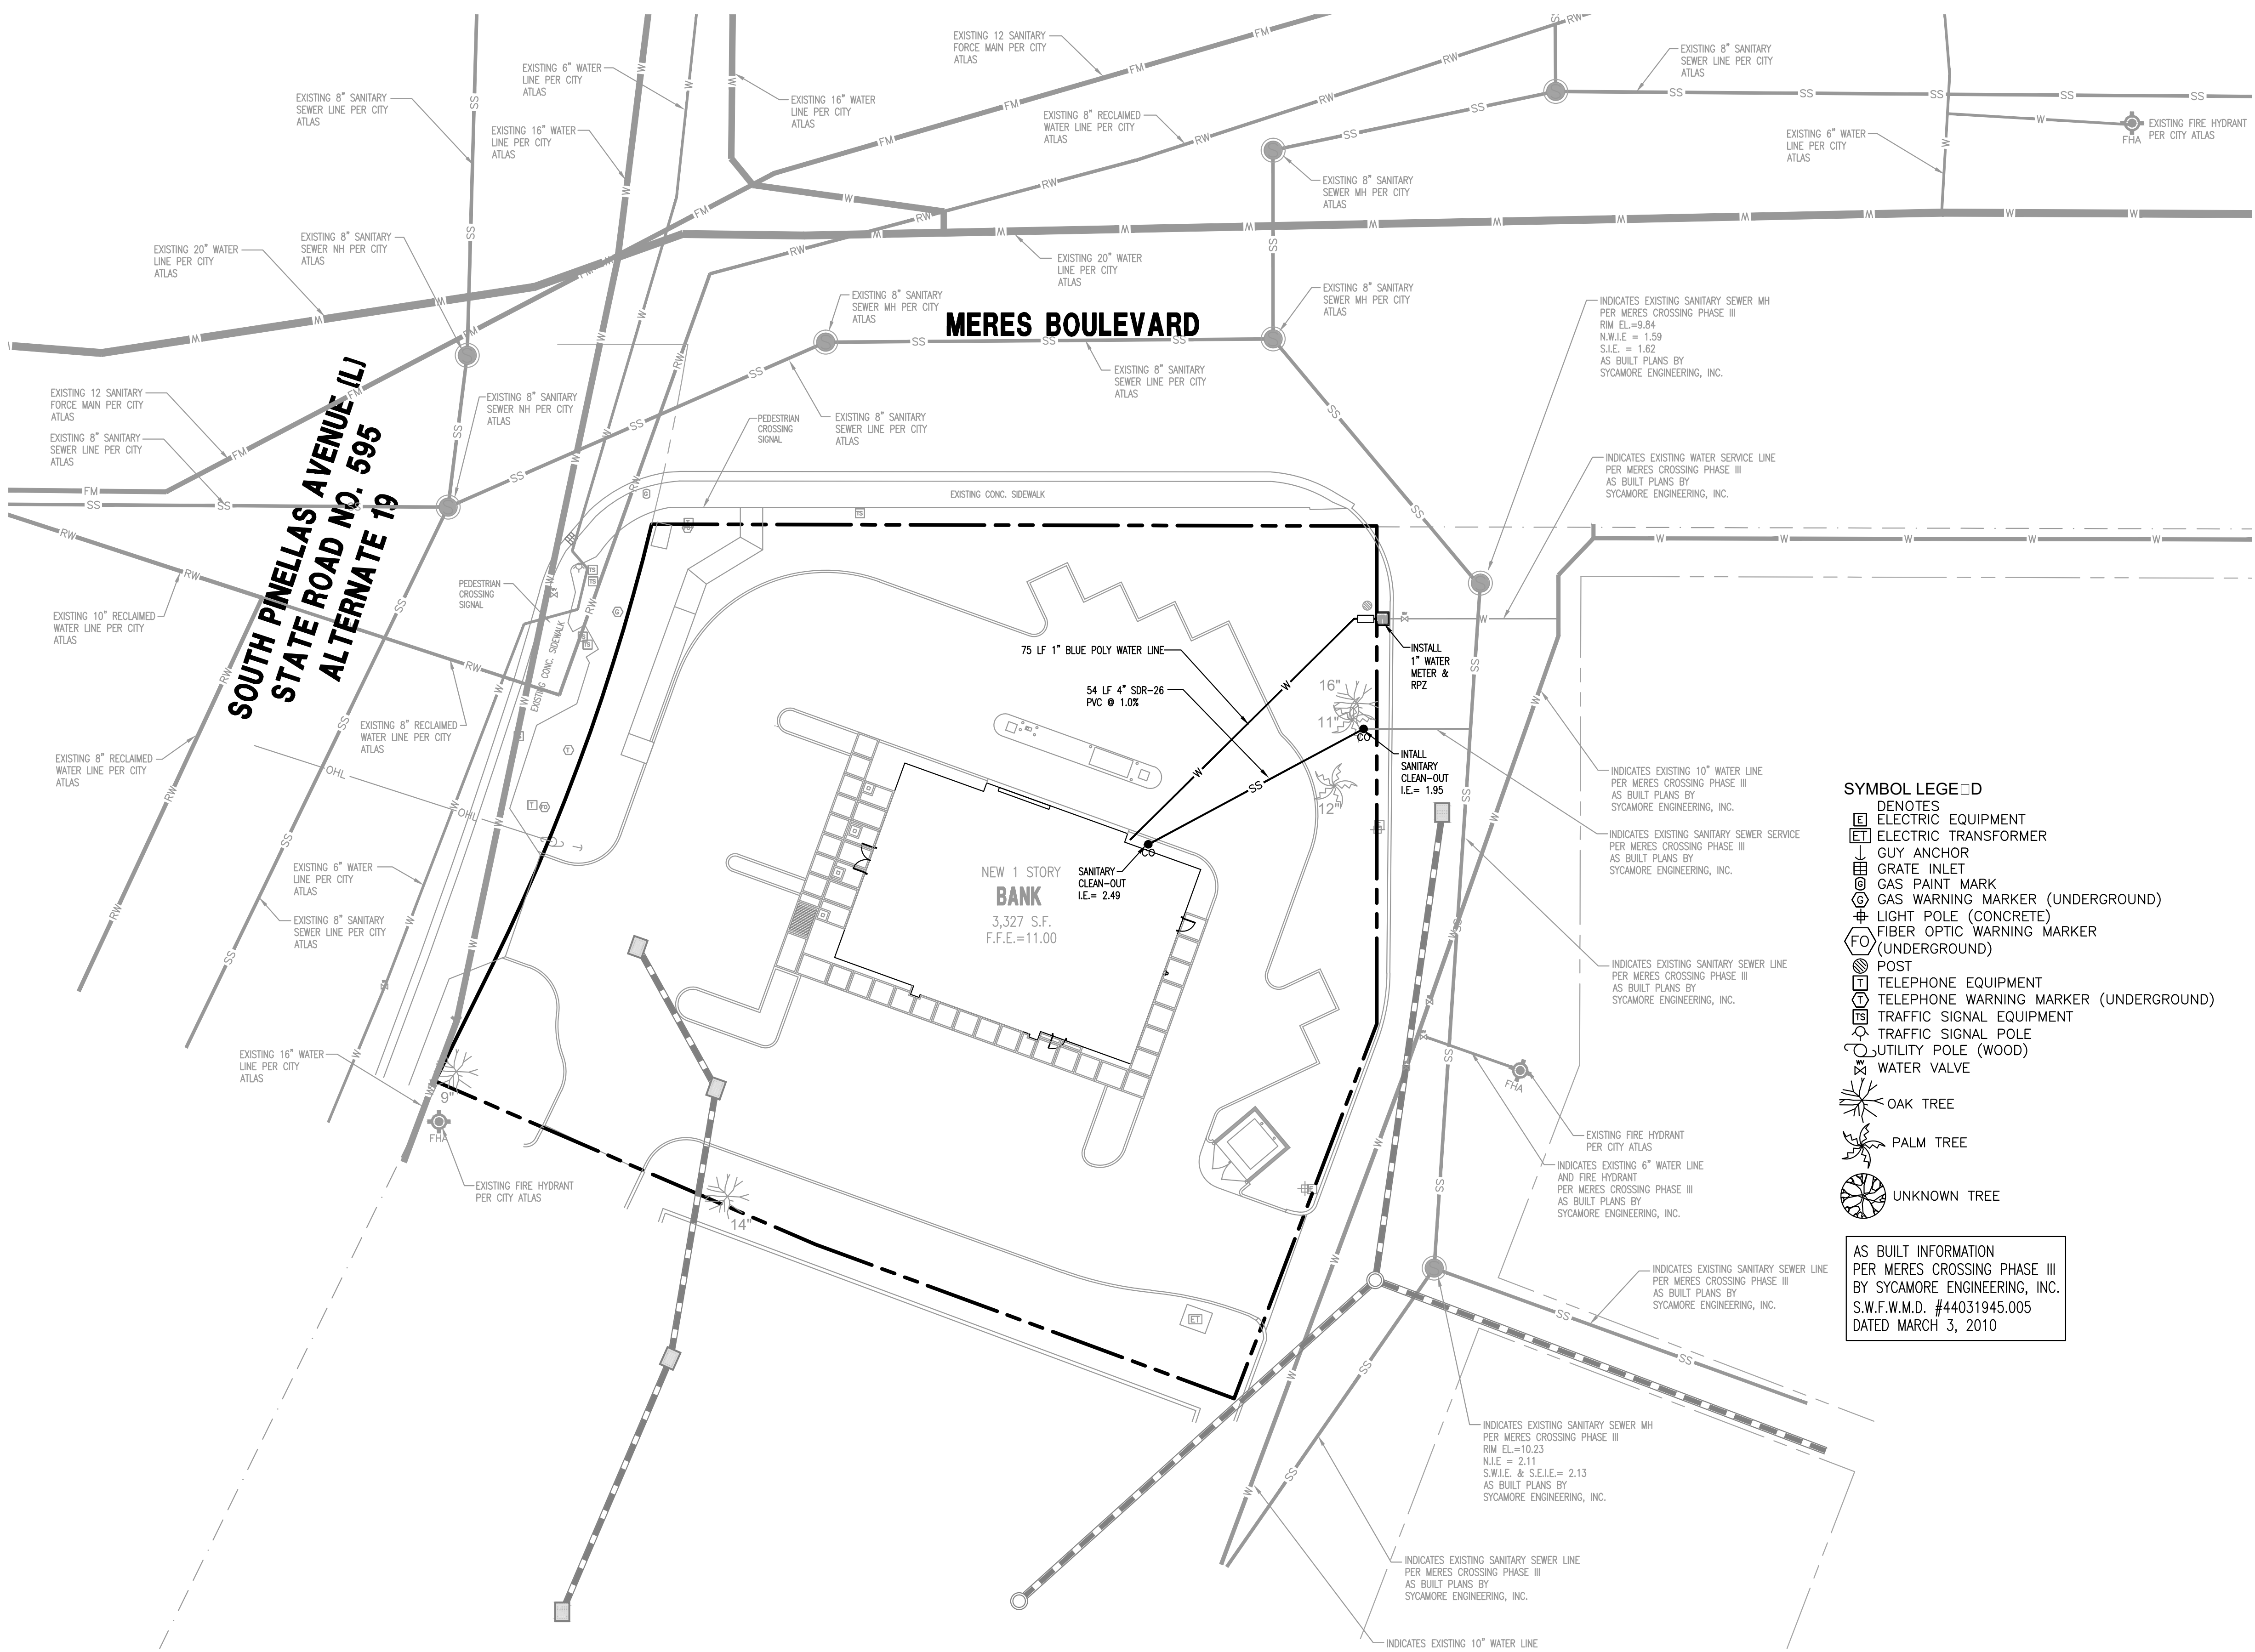 EXISTING 12 SANITARY
FORCE MAIN PER CITY
ATLAS
EXISTING 8" SANITARY
SEWER LINE PER CITY
ATLAS
EXISTING 6" WATER
LINE PER CITY
ATLAS
EXISTING 8" SANITARY
SEWER LINE PER CITY
ATLAS
EXISTING 16" WATER
LINE PER CITY
ATLAS
EXISTING 16" WATER
LINE PER CITY
ATLAS
EXISTING 8" RECLAIMED
WATER LINE PER CITY
ATLAS
EXISTING 6" WATER
LINE PER CITY
ATLAS
EXISTING FIRE HYDRANT
PER CITY ATLAS
FHA
EXISTING 8" SANITARY
SEWER MH PER CITY
ATLAS
EXISTING 20" WATER
LINE PER CITY
ATLAS
EXISTING 8" SANITARY
SEWER NH PER CITY
ATLAS
EXISTING 20" WATER
LINE PER CITY
ATLAS
EXISTING 8" SANITARY
SEWER MH PER CITY
ATLAS
EXISTING 8" SANITARY
SEWER MH PER CITY
ATLAS
MERES BOULEVARD
INDICATES EXISTING SANITARY SEWER MH
PER MERES CROSSING PHASE III
RIM EL.=9.84
N.W.I.E = 1.59
S.I.E. = 1.62
AS BUILT PLANS BY
SYCAMORE ENGINEERING, INC.
EXISTING 8" SANITARY
SEWER LINE PER CITY
ATLAS
EXISTING 12 SANITARY
FORCE MAIN PER CITY
ATLAS
EXISTING 8" SANITARY
SEWER LINE PER CITY
ATLAS
EXISTING 8" SANITARY
SEWER NH PER CITY
ATLAS
SOUTH PINELLAS AVENUE (L)
STATE ROAD NO. 595
ALTERNATE 19
PEDESTRIAN
CROSSING
SIGNAL
EXISTING 8" SANITARY
SEWER LINE PER CITY
ATLAS
EXISTING CONC. SIDEWALK
INDICATES EXISTING WATER SERVICE LINE
PER MERES CROSSING PHASE III
AS BUILT PLANS BY
SYCAMORE ENGINEERING, INC.
PEDESTRIAN
CROSSING
SIGNAL
EXISTING CONC. SIDEWALK
EXISTING 10" RECLAIMED
WATER LINE PER CITY
ATLAS
EXISTING 8" RECLAIMED
WATER LINE PER CITY
ATLAS
EXISTING 8" RECLAIMED
WATER LINE PER CITY
ATLAS
OHL
OHL
75 LF 1" BLUE POLY WATER LINE
54 LF 4" SDR-26
PVC @ 1.0%
INSTALL
1" WATER
METER &
RPZ
16"
11"
12"
CO
INTALL
SANITARY
CLEAN-OUT
I.E.= 1.95
CO
SANITARY
CLEAN-OUT
I.E.= 2.49
NEW 1 STORY
BANK
3,327 S.F.
F.F.E.=11.00
INDICATES EXISTING 10" WATER LINE
PER MERES CROSSING PHASE III
AS BUILT PLANS BY
SYCAMORE ENGINEERING, INC.
INDICATES EXISTING SANITARY SEWER SERVICE
PER MERES CROSSING PHASE III
AS BUILT PLANS BY
SYCAMORE ENGINEERING, INC.
INDICATES EXISTING SANITARY SEWER LINE
PER MERES CROSSING PHASE III
AS BUILT PLANS BY
SYCAMORE ENGINEERING, INC.
EXISTING 6" WATER
LINE PER CITY
ATLAS
EXISTING 8" SANITARY
SEWER LINE PER CITY
ATLAS
EXISTING 16" WATER
LINE PER CITY
ATLAS
9"
FHA
EXISTING FIRE HYDRANT
PER CITY ATLAS
14"
ET
FHA
EXISTING FIRE HYDRANT
PER CITY ATLAS
INDICATES EXISTING 6" WATER LINE
AND FIRE HYDRANT
PER MERES CROSSING PHASE III
AS BUILT PLANS BY
SYCAMORE ENGINEERING, INC.
INDICATES EXISTING SANITARY SEWER LINE
PER MERES CROSSING PHASE III
AS BUILT PLANS BY
SYCAMORE ENGINEERING, INC.
INDICATES EXISTING SANITARY SEWER MH
PER MERES CROSSING PHASE III
RIM EL.=10.23
N.I.E = 2.11
S.W.I.E. & S.E.I.E.= 2.13
AS BUILT PLANS BY
SYCAMORE ENGINEERING, INC.
INDICATES EXISTING SANITARY SEWER LINE
PER MERES CROSSING PHASE III
AS BUILT PLANS BY
SYCAMORE ENGINEERING, INC.
INDICATES EXISTING 10" WATER LINE
SYMBOL LEGE□D
DENOTES
E ELECTRIC EQUIPMENT
ET ELECTRIC TRANSFORMER
GUY ANCHOR
GRATE INLET
G GAS PAINT MARK
G GAS WARNING MARKER (UNDERGROUND)
LIGHT POLE (CONCRETE)
FO FIBER OPTIC WARNING MARKER
(UNDERGROUND)
POST
T TELEPHONE EQUIPMENT
T TELEPHONE WARNING MARKER (UNDERGROUND)
TS TRAFFIC SIGNAL EQUIPMENT
TRAFFIC SIGNAL POLE
UTILITY POLE (WOOD)
WV WATER VALVE
OAK TREE
PALM TREE
UNKNOWN TREE
AS BUILT INFORMATION
PER MERES CROSSING PHASE III
BY SYCAMORE ENGINEERING, INC.
S.W.F.W.M.D. #44031945.005
DATED MARCH 3, 2010